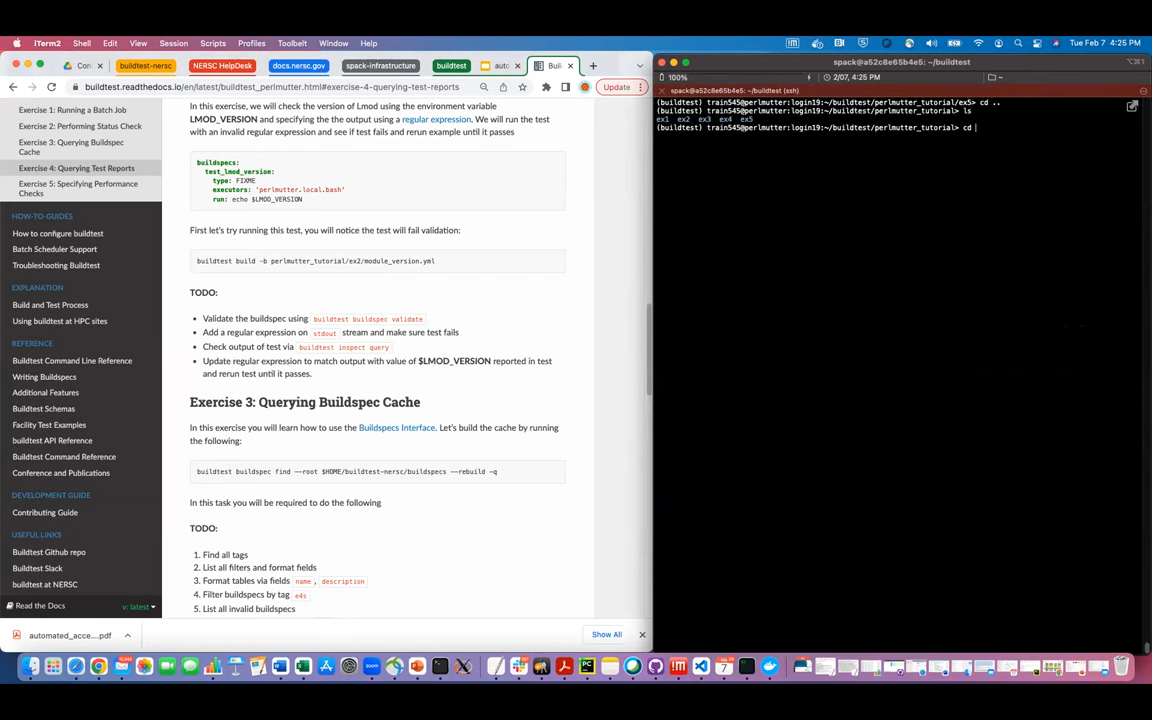 iTerm2 Shell Edit View Session Scripts Profiles Toolbelt Window Help Tue Feb 7 4:25 PM
Con buildtest-nersc NERSC HelpDesk docs.nersc.gov spack-infrastructure buildtest auto Buil
buildtest.readthedocs.io/en/latest/buildtest_perlmutter.html#exercise-4-querying-test-reports Update
Exercise 1: Running a Batch Job
Exercise 2: Performing Status Check
Exercise 3: Querying Buildspec
Cache
Exercise 4: Querying Test Reports
Exercise 5: Specifying Performance
Checks
HOW-TO-GUIDES
How to configure buildtest
Batch Scheduler Support
Troubleshooting Buildtest
EXPLANATION
Build and Test Process
Using buildtest at HPC sites
REFERENCE
Buildtest Command Line Reference
Writing Buildspecs
Additional Features
Buildtest Schemas
Facility Test Examples
buildtest API Reference
Buildtest Command Reference
Conference and Publications
DEVELOPMENT GUIDE
Contributing Guide
USEFUL LINKS
Buildtest Github repo
Buildtest Slack
buildtest at NERSC
Read the Docs v: latest
In this exercise, we will check the version of Lmod using the environment variable
LMOD_VERSION and specifying the the output using a regular expression. We will run the test
with an invalid regular expression and see if test fails and rerun example until it passes
buildspecs:
test_lmod_version:
type: FIXME
executors: 'perlmutter.local.bash'
run: echo $LMOD_VERSION
First let's try running this test, you will notice the test will fail validation:
buildtest build -b perlmutter_tutorial/ex2/module_version.yml
TODO:
• Validate the buildspec using buildtest buildspec validate
• Add a regular expression on stdout stream and make sure test fails
• Check output of test via buildtest inspect query
• Update regular expression to match output with value of $LMOD_VERSION reported in test
and rerun test until it passes.
Exercise 3: Querying Buildspec Cache
In this exercise you will learn how to use the Buildspecs Interface. Let's build the cache by running
the following:
buildtest buildspec find --root $HOME/buildtest-nersc/buildspecs --rebuild -q
In this task you will be required to do the following
TODO:
1. Find all tags
2. List all filters and format fields
3. Format tables via fields name , description
4. Filter buildspecs by tag e4s
5. List all invalid buildspecs
automated_acce....pdf Show All
spack@a52c8e65b4e5: ~/buildtest ⌥⌘1
100% 2/07, 4:25 PM ~
spack@a52c8e65b4e5: ~/buildtest (ssh)
(buildtest) train545@perlmutter:login19:~/buildtest/perlmutter_tutorial/ex5> cd ..
(buildtest) train545@perlmutter:login19:~/buildtest/perlmutter_tutorial> ls
ex1 ex2 ex3 ex4 ex5
(buildtest) train545@perlmutter:login19:~/buildtest/perlmutter_tutorial> cd